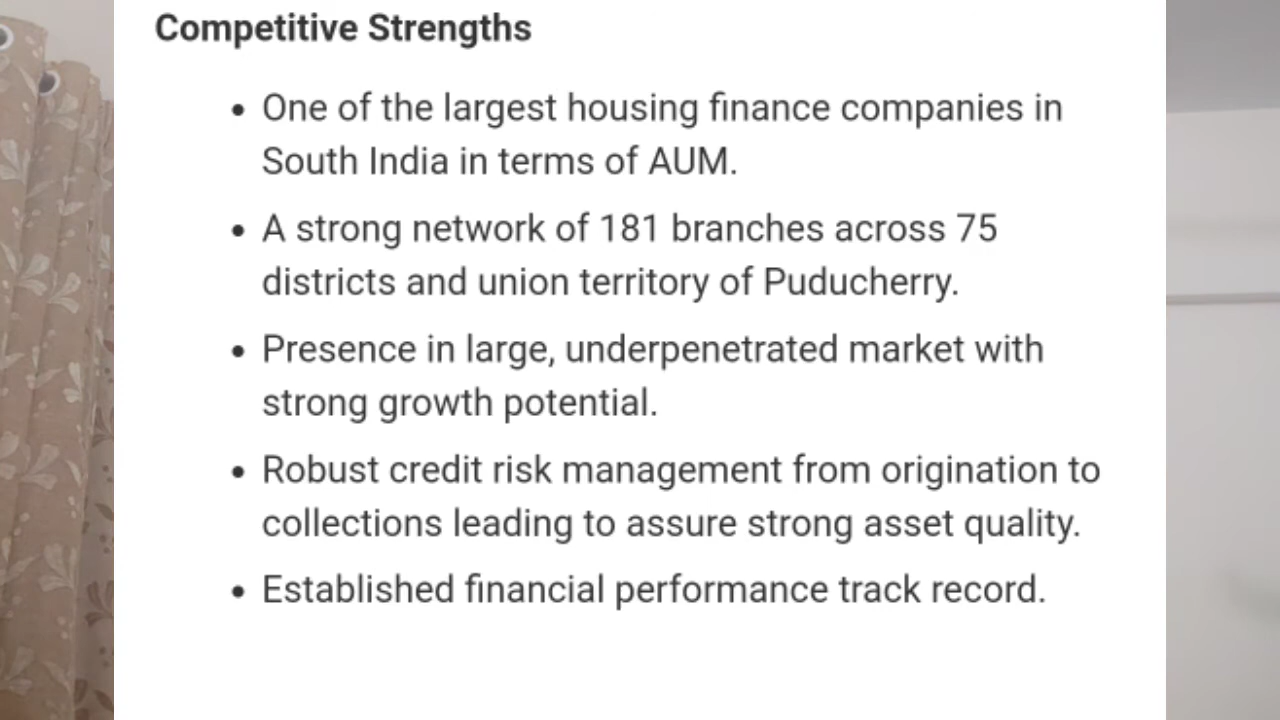 Competitive Strengths
• One of the largest housing finance companies in
South India in terms of AUM.
• A strong network of 181 branches across 75
districts and union territory of Puducherry.
• Presence in large, underpenetrated market with
strong growth potential.
• Robust credit risk management from origination to
collections leading to assure strong asset quality.
• Established financial performance track record.